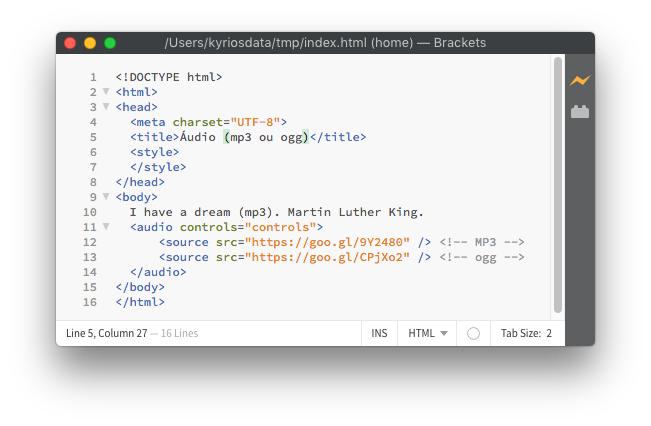 /Users/kyriosdata/tmp/index.html (home) — Brackets
1 <!DOCTYPE html>
2 <html>
3 <head>
4 <meta charset="UTF-8">
5 <title>Áudio (mp3 ou ogg)</title>
6 <style>
7 </style>
8 </head>
9 <body>
10 I have a dream (mp3). Martin Luther King.
11 <audio controls="controls">
12 <source src="https://goo.gl/9Y2480" /> <!-- MP3 -->
13 <source src="https://goo.gl/CPjXo2" /> <!-- ogg -->
14 </audio>
15 </body>
16 </html>
Line 5, Column 27 — 16 Lines INS HTML Tab Size: 2